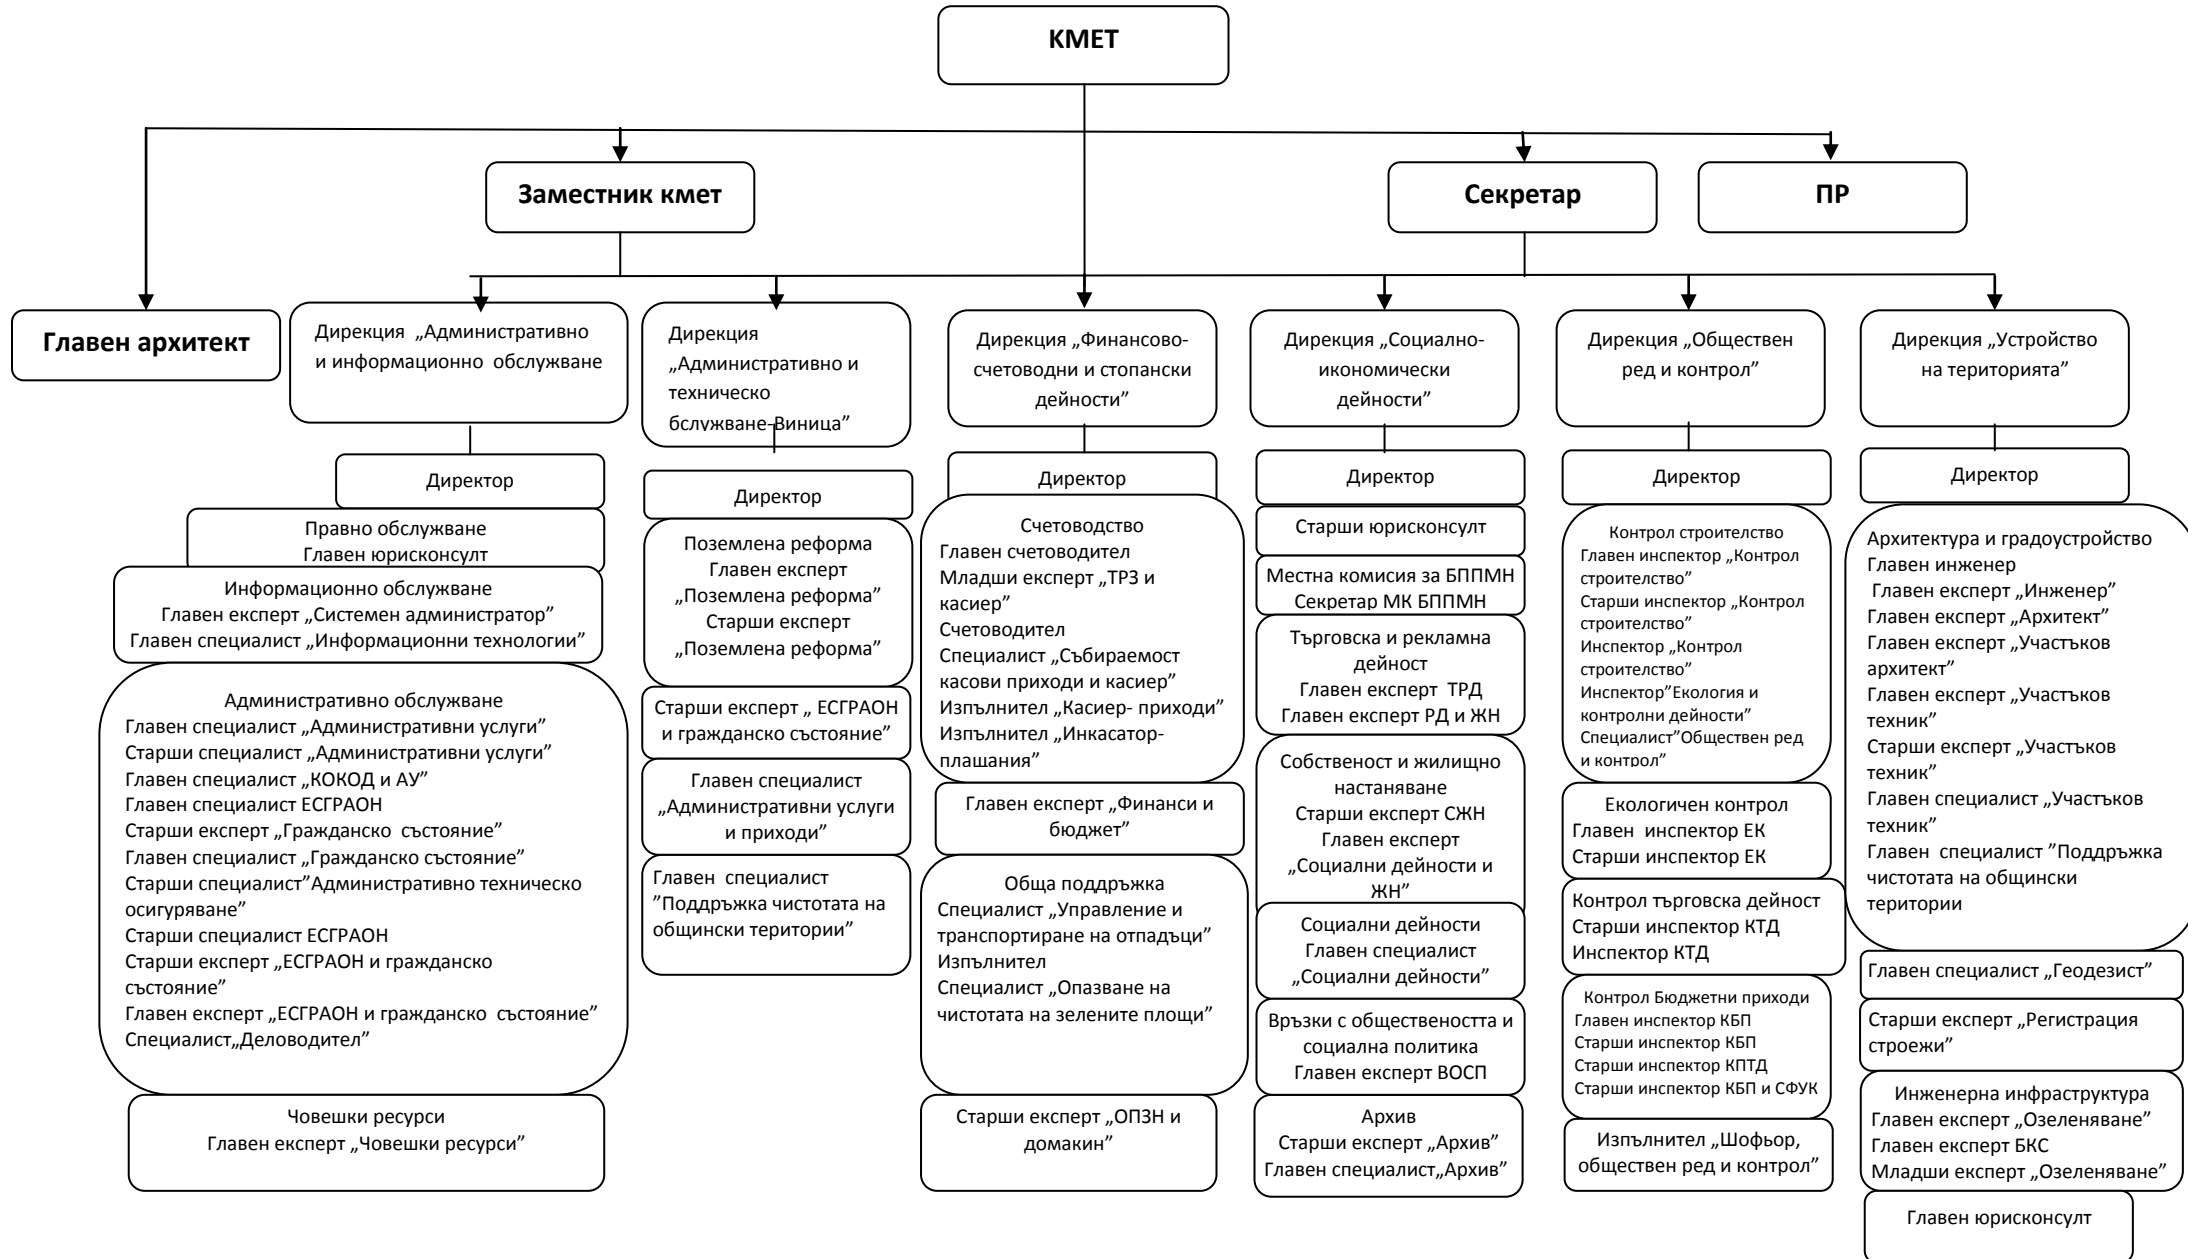 КМЕТ
Заместник кмет
Секретар
ПР
Главен архитект
Дирекция „Административно
и информационно обслужване
Дирекция
„Административно и
техническо
бслужване-Виница”
Дирекция „Финансово-
счетоводни и стопански
дейности”
Дирекция „Социално-
икономически
дейности”
Дирекция „Обществен
ред и контрол”
Дирекция „Устройство
на територията”
Директор
Правно обслужване
Главен юрисконсулт
Информационно обслужване
Главен експерт „Системен администратор”
Главен специалист „Информационни технологии”
Административно обслужване
Главен специалист „Административни услуги”
Старши специалист „Административни услуги”
Главен специалист „КОКОД и АУ”
Главен специалист ЕСГРАОН
Старши експерт „Гражданско състояние”
Главен специалист „Гражданско състояние”
Старши специалист”Административно техническо
осигуряване”
Старши специалист ЕСГРАОН
Старши експерт „ЕСГРАОН и гражданско
състояние”
Главен експерт „ЕСГРАОН и гражданско състояние”
Специалист„Деловодител”
Човешки ресурси
Главен експерт „Човешки ресурси”
Директор
Поземлена реформа
Главен експерт
„Поземлена реформа”
Старши експерт
„Поземлена реформа”
Старши експерт „ ЕСГРАОН
и гражданско състояние”
Главен специалист
„Административни услуги
и приходи”
Главен специалист
”Поддръжка чистотата на
общински територии”
Директор
Счетоводство
Главен счетоводител
Младши експерт „ТРЗ и
касиер”
Счетоводител
Специалист „Събираемост
касови приходи и касиер”
Изпълнител „Касиер- приходи”
Изпълнител „Инкасатор-
плащания”
Главен експерт „Финанси и
бюджет”
Обща поддръжка
Специалист „Управление и
транспортиране на отпадъци”
Изпълнител
Специалист „Опазване на
чистотата на зелените площи”
Старши експерт „ОПЗН и
домакин”
Директор
Старши юрисконсулт
Местна комисия за БППМН
Секретар МК БППМН
Търговска и рекламна
дейност
Главен експерт ТРД
Главен експерт РД и ЖН
Собственост и жилищно
настаняване
Старши експерт СЖН
Главен експерт
„Социални дейности и
ЖН”
Социални дейности
Главен специалист
„Социални дейности”
Връзки с обществеността и
социална политика
Главен експерт ВОСП
Архив
Старши експерт „Архив”
Главен специалист„Архив”
Директор
Контрол строителство
Главен инспектор „Контрол
строителство”
Старши инспектор „Контрол
строителство”
Инспектор „Контрол
строителство”
Инспектор”Екология и
контролни дейности”
Специалист”Обществен ред
и контрол”
Екологичен контрол
Главен инспектор ЕК
Старши инспектор ЕК
Контрол търговска дейност
Старши инспектор КТД
Инспектор КТД
Контрол Бюджетни приходи
Главен инспектор КБП
Старши инспектор КБП
Старши инспектор КПТД
Старши инспектор КБП и СФУК
Изпълнител „Шофьор,
обществен ред и контрол”
Директор
Архитектура и градоустройство
Главен инженер
Главен експерт „Инженер”
Главен експерт „Архитект”
Главен експерт „Участъков
архитект”
Главен експерт „Участъков
техник”
Старши експерт „Участъков
техник”
Главен специалист „Участъков
техник”
Главен специалист ”Поддръжка
чистотата на общински
територии
Главен специалист „Геодезист”
Старши експерт „Регистрация
строежи”
Инженерна инфраструктура
Главен експерт „Озеленяване”
Главен експерт БКС
Младши експерт „Озеленяване”
Главен юрисконсулт